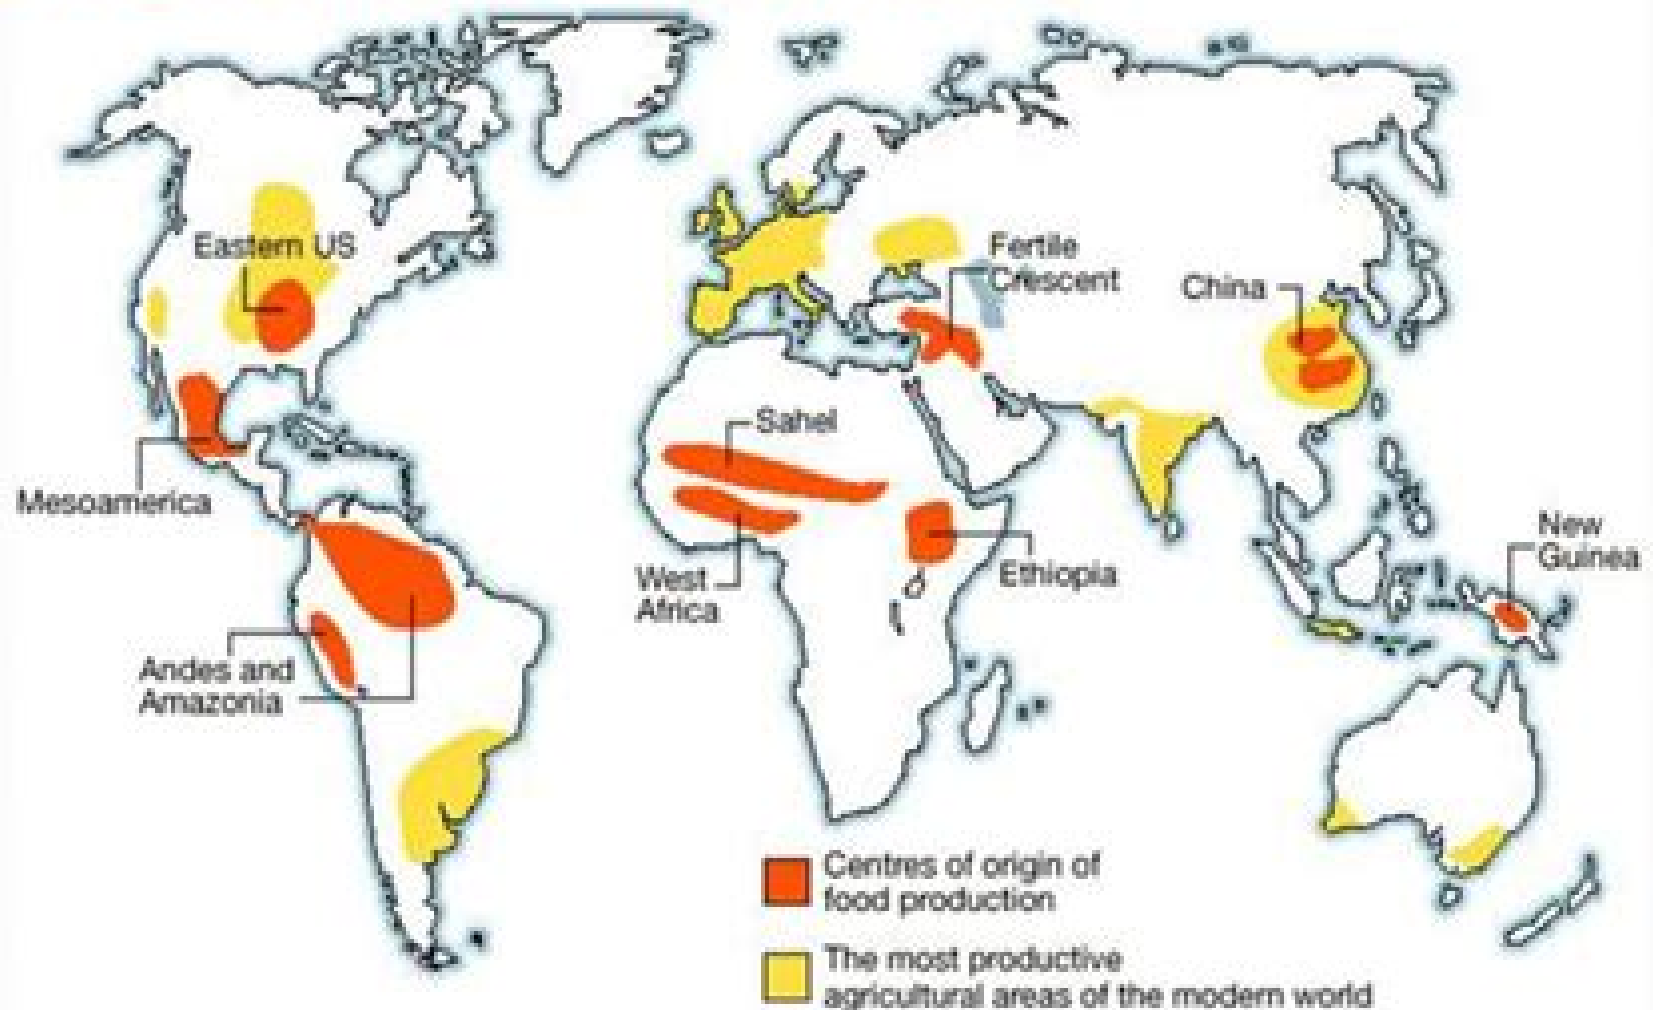 Eastern US
Fertile
Crescent
China
Sahel
Mesoamerica
New
Guinea
West
Africa
Ethiopia
Andes and
Amazonia
Centres of origin of
food production
The most productive
agricultural areas of the modern world